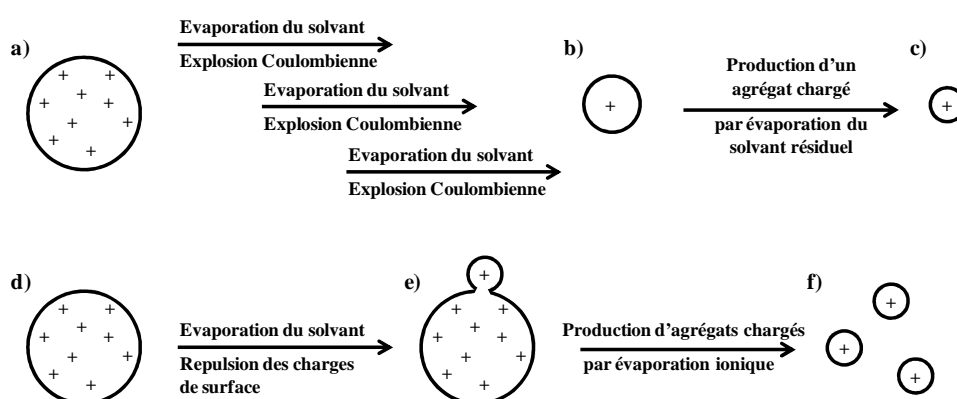 a)
Evaporation du solvant
Explosion Coulombienne
Evaporation du solvant
Explosion Coulombienne
Evaporation du solvant
Explosion Coulombienne
b)
+
Production d'un
agrégat chargé
par évaporation du
solvant résiduel
c)
+
+ +
+ + +
+ +
+ +
d)
+ +
+ + +
+ +
+ +
Evaporation du solvant
Repulsion des charges
de surface
e)
+
+ +
+ + +
+ +
+ +
Production d'agrégats chargés
par évaporation ionique
f)
+
+
+